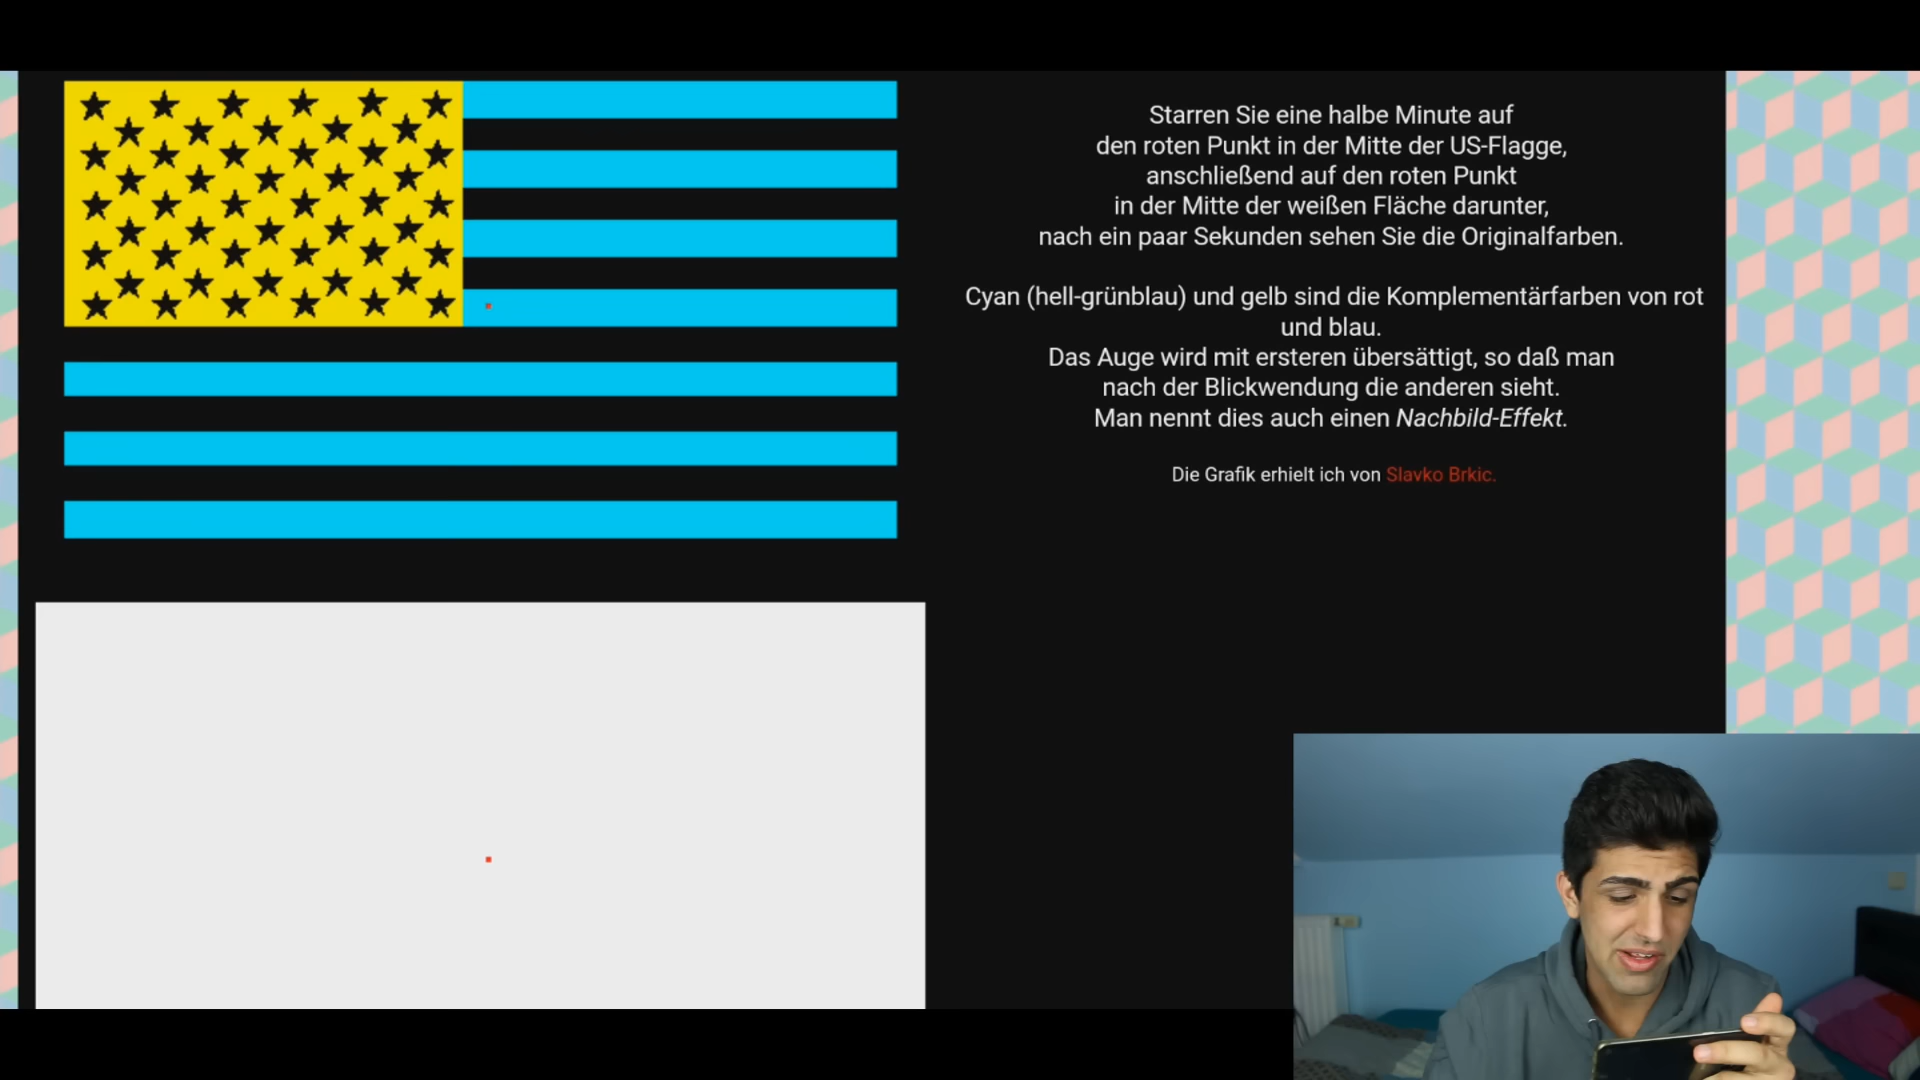 Starren Sie eine halbe Minute auf
den roten Punkt in der Mitte der US-Flagge,
anschließend auf den roten Punkt
in der Mitte der weißen Fläche darunter,
nach ein paar Sekunden sehen Sie die Originalfarben.
Cyan (hell-grünblau) und gelb sind die Komplementärfarben von rot
und blau.
Das Auge wird mit ersteren übersättigt, so daß man
nach der Blickwendung die anderen sieht.
Man nennt dies auch einen Nachbild-Effekt.
Die Grafik erhielt ich von Slavko Brkic.